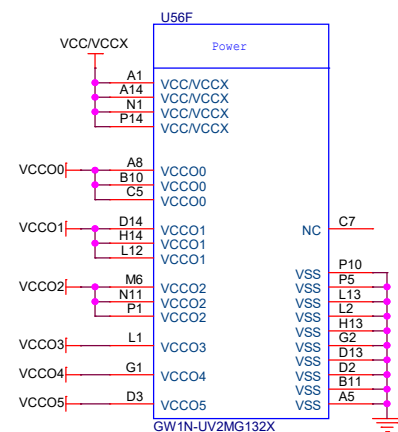 U56F
Power
VCC/VCCX
A1 VCC/VCCX
A14 VCC/VCCX
N1 VCC/VCCX
P14 VCC/VCCX
VCCO0 A8 VCCO0
B10 VCCO0
C5 VCCO0
VCCO1 D14 VCCO1 NC C7
H14 VCCO1
L12 VCCO1
VSS P10
VCCO2 M6 VCCO2 VSS P5
N11 VCCO2 VSS L13
P1 VCCO2 VSS L2
VSS H13
VCCO3 L1 VCCO3 VSS G2
VSS D13
VCCO4 G1 VCCO4 VSS D2
VSS B11
VCCO5 D3 VCCO5 VSS A5
GW1N-UV2MG132X